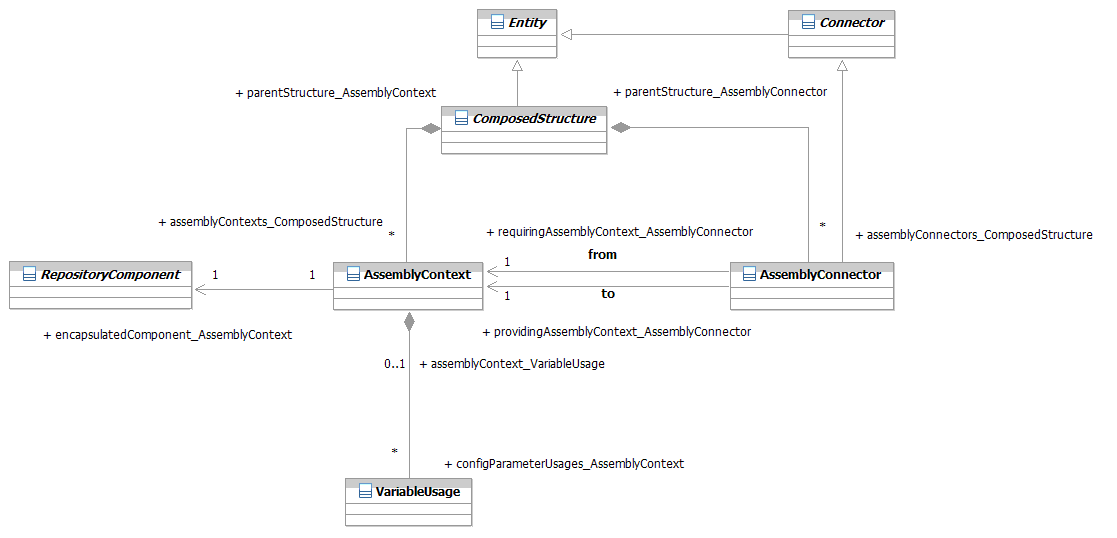 Entity
Connector
+ parentStructure_AssemblyContext
+ parentStructure_AssemblyConnector
ComposedStructure
+ assemblyContexts_ComposedStructure
*
*
+ requiringAssemblyContext_AssemblyConnector
+ assemblyConnectors_ComposedStructure
from
1
RepositoryComponent
1
1
AssemblyContext
AssemblyConnector
1
to
+ encapsulatedComponent_AssemblyContext
+ providingAssemblyContext_AssemblyConnector
0..1
+ assemblyContext_VariableUsage
*
+ configParameterUsages_AssemblyContext
VariableUsage